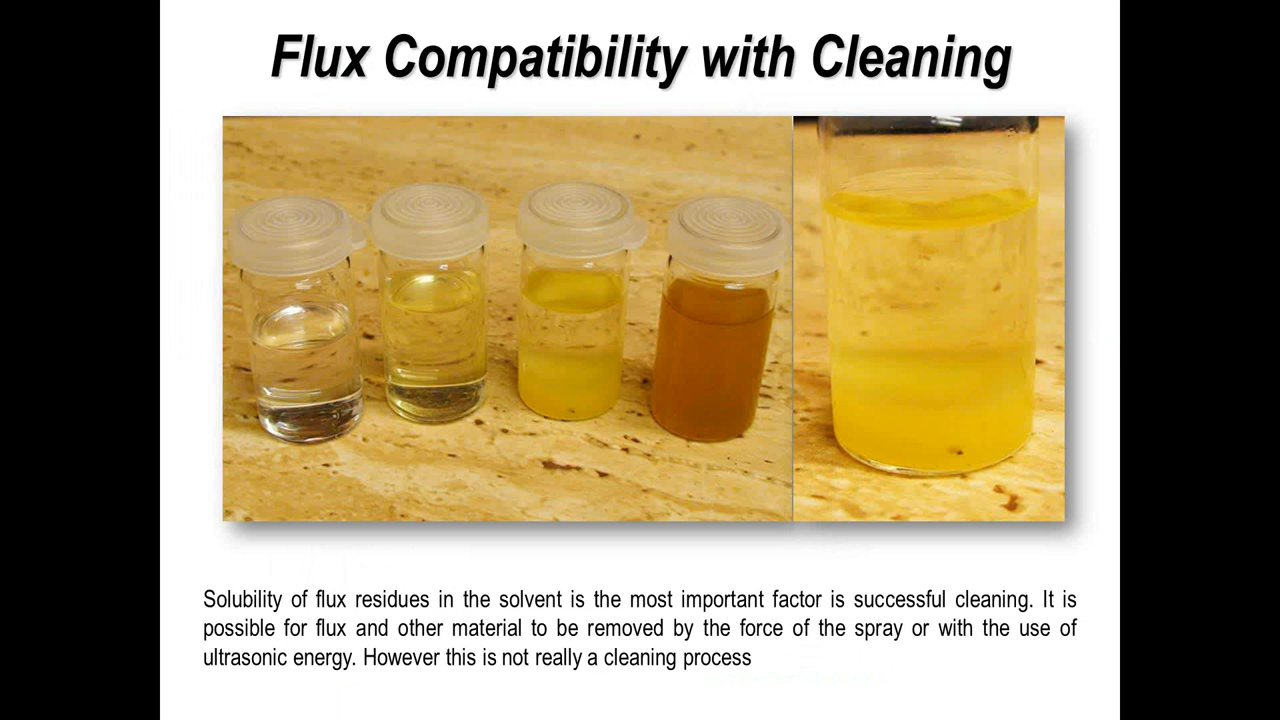 Flux Compatibility with Cleaning
Solubility of flux residues in the solvent is the most important factor is successful cleaning. It is
possible for flux and other material to be removed by the force of the spray or with the use of
ultrasonic energy. However this is not really a cleaning process